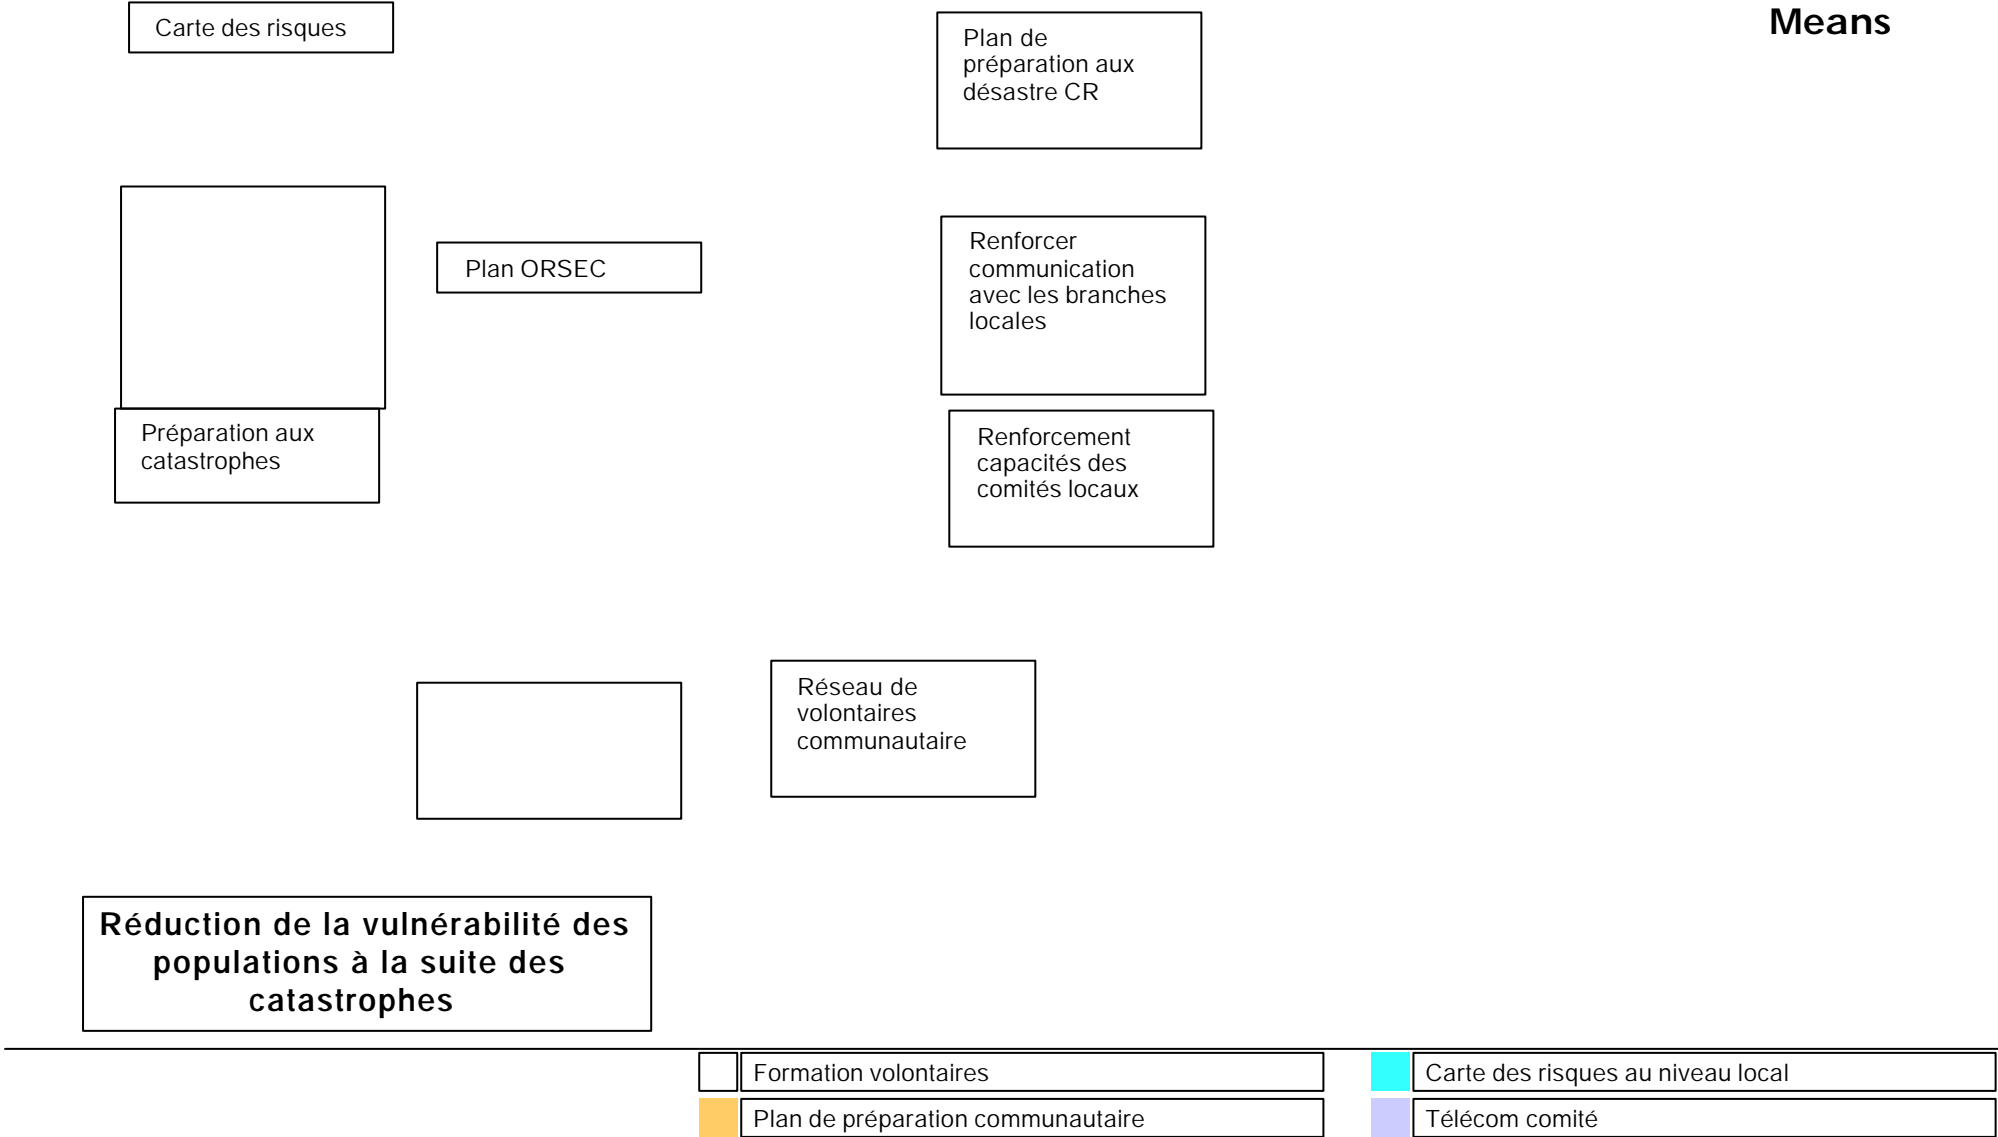 Means
Carte des risques
Plan de
préparation aux
désastre CR
Plan ORSEC
Renforcer
communication
avec les branches
locales
Préparation aux
catastrophes
Renforcement
capacités des
comités locaux
Réseau de
volontaires
communautaire
Réduction de la vulnérabilité des
populations à la suite des
catastrophes
Formation volontaires
Carte des risques au niveau local
Plan de préparation communautaire
Télécom comité